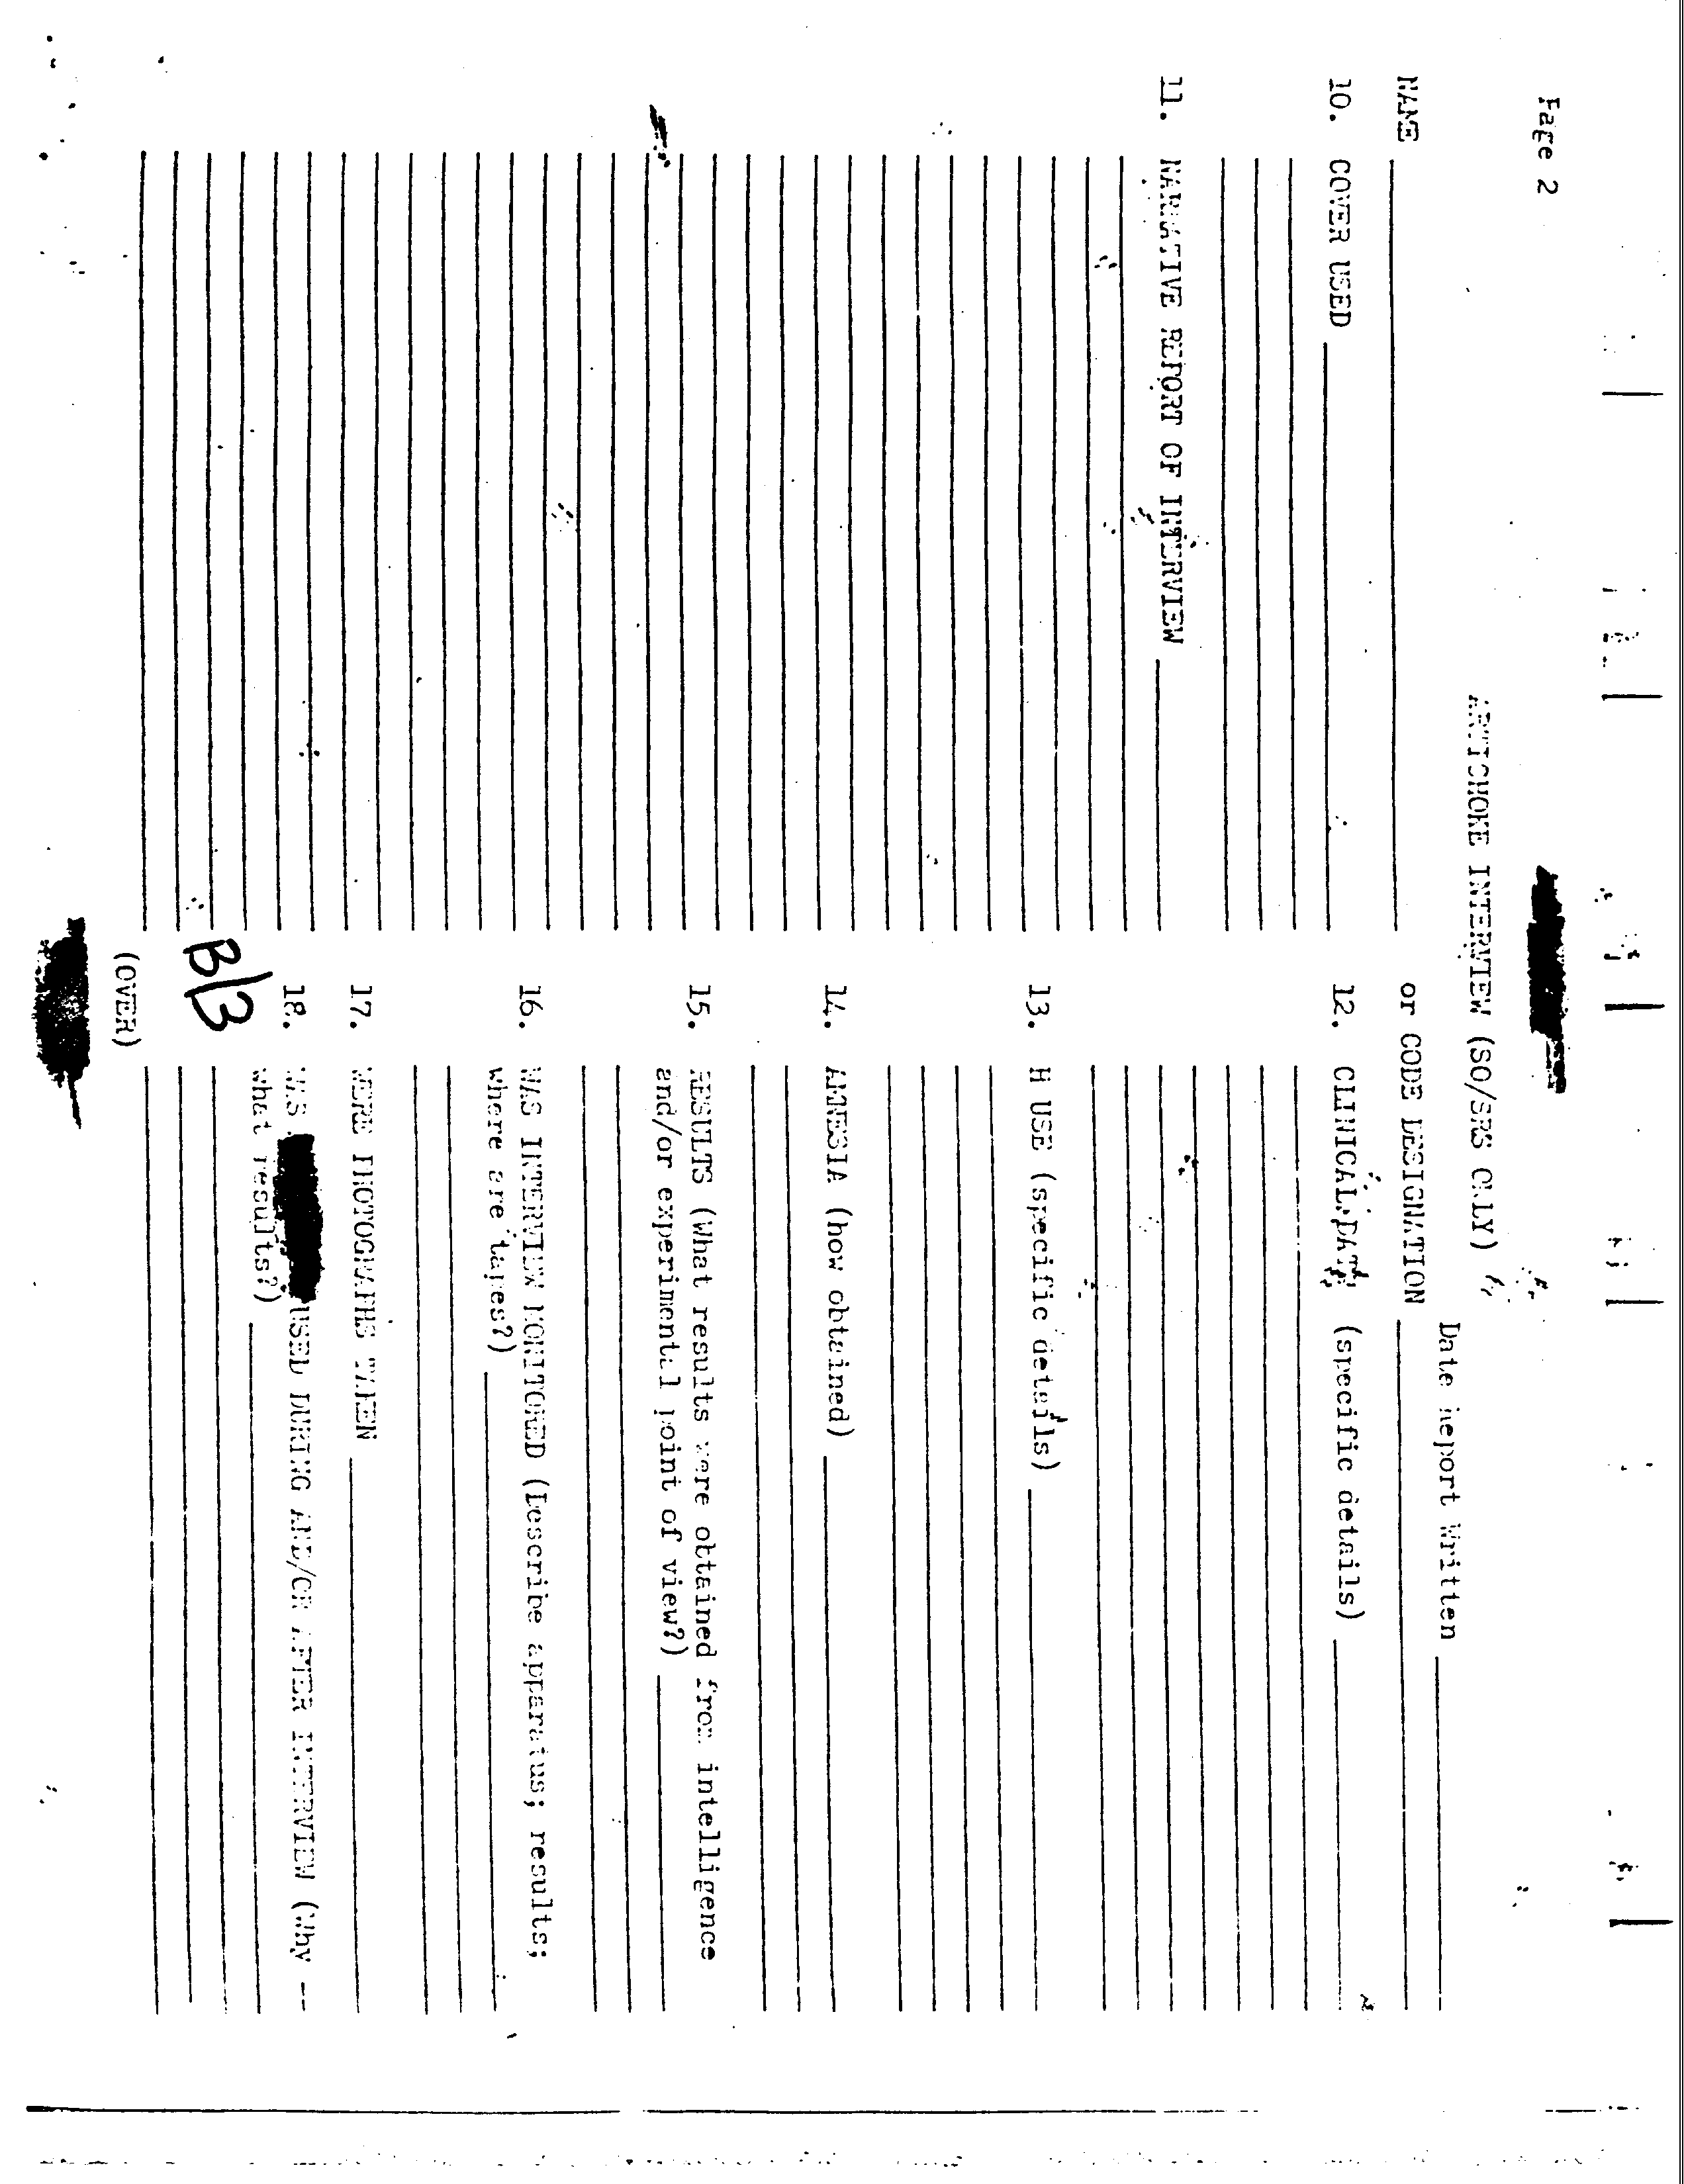 Page 2
ARTICHOKE INTERVIEW (SO/SRS ONLY)
Date Report Written
NAME
or CODE DESIGNATION
10. COVER USED
11. NARRATIVE REPORT OF INTERVIEW
12. CLINICAL DATA (specific details)
13. H USE (specific details)
14. AMNESIA (how obtained)
15. RESULTS (What results were obtained from intelligence
and/or experimental point of view?)
16. WAS INTERVIEW MONITORED (Describe apparatus; results;
where are tapes?)
17. WERE PHOTOGRAPHS TAKEN
18. WAS USED DURING AND/OR AFTER INTERVIEW (Why --
what results?)
B/3
(OVER)